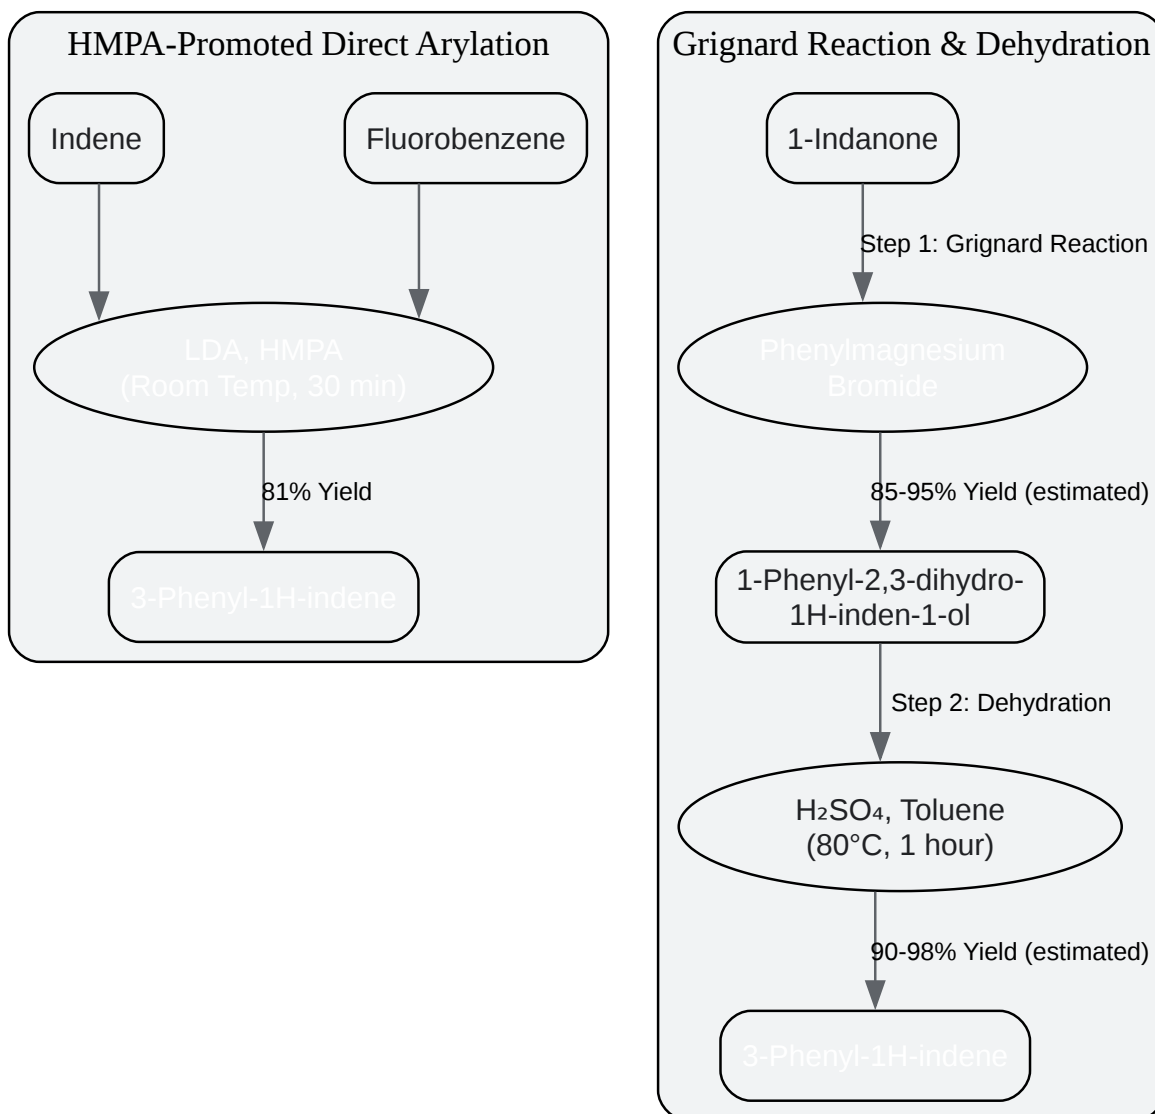 HMPA-Promoted Direct Arylation
Indene
Fluorobenzene
LDA, HMPA
(Room Temp, 30 min)
81% Yield
3-Phenyl-1H-indene
Grignard Reaction & Dehydration
1-Indanone
Step 1: Grignard Reaction
Phenylmagnesium
Bromide
85-95% Yield (estimated)
1-Phenyl-2,3-dihydro-
1H-inden-1-ol
Step 2: Dehydration
H₂SO₄, Toluene
(80°C, 1 hour)
90-98% Yield (estimated)
3-Phenyl-1H-indene